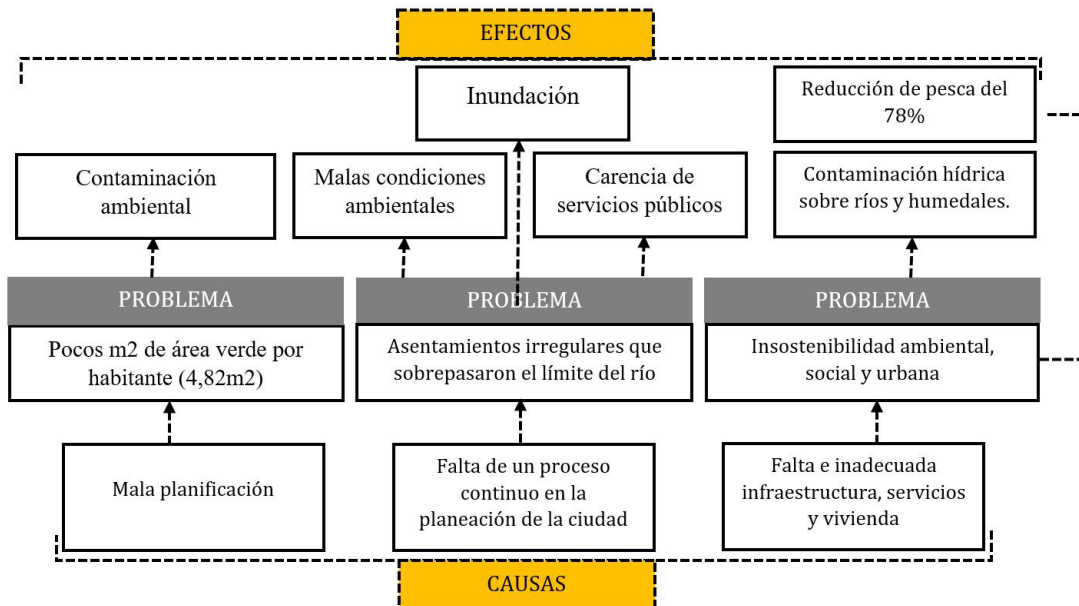 EFECTOS
Inundación
Reducción de pesca del
78%
Contaminación
ambiental
Malas condiciones
ambientales
Carencia de
servicios públicos
Contaminación hídrica
sobre ríos y humedales.
PROBLEMA
Pocos m2 de área verde por
habitante (4,82m2)
PROBLEMA
Asentamientos irregulares que
sobrepasaron el límite del río
PROBLEMA
Insostenibilidad ambiental,
social y urbana
Mala planificación
Falta de un proceso
continuo en la
planeación de la ciudad
Falta e inadecuada
infraestructura, servicios
y vivienda
CAUSAS